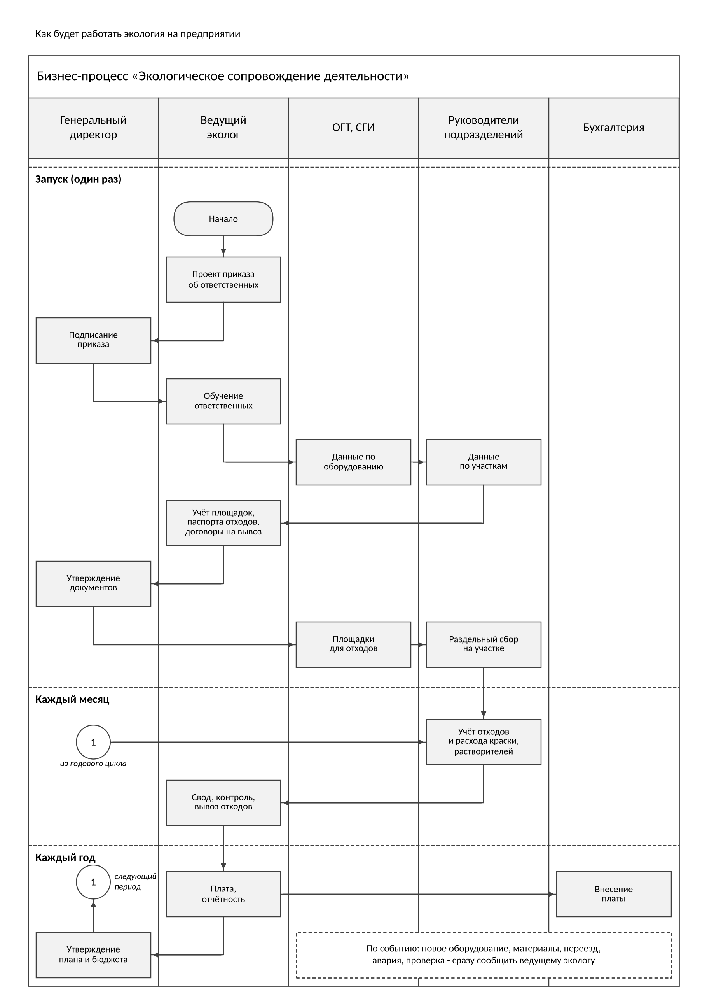 Как будет работать экология на предприятии
Бизнес-процесс «Экологическое сопровождение деятельности»
Генеральный
директор
Ведущий
эколог
ОГТ, СГИ
Руководители
подразделений
Бухгалтерия
Запуск (один раз)
Начало
Проект приказа
об ответственных
Подписание
приказа
Обучение
ответственных
Данные по
оборудованию
Данные
по участкам
Учёт площадок,
паспорта отходов,
договоры на вывоз
Утверждение
документов
Площадки
для отходов
Раздельный сбор
на участке
Каждый месяц
1
из годового цикла
Учёт отходов
и расхода краски,
растворителей
Свод, контроль,
вывоз отходов
Каждый год
1
следующий
период
Плата,
отчётность
Внесение
платы
Утверждение
плана и бюджета
По событию: новое оборудование, материалы, переезд,
авария, проверка - сразу сообщить ведущему экологу